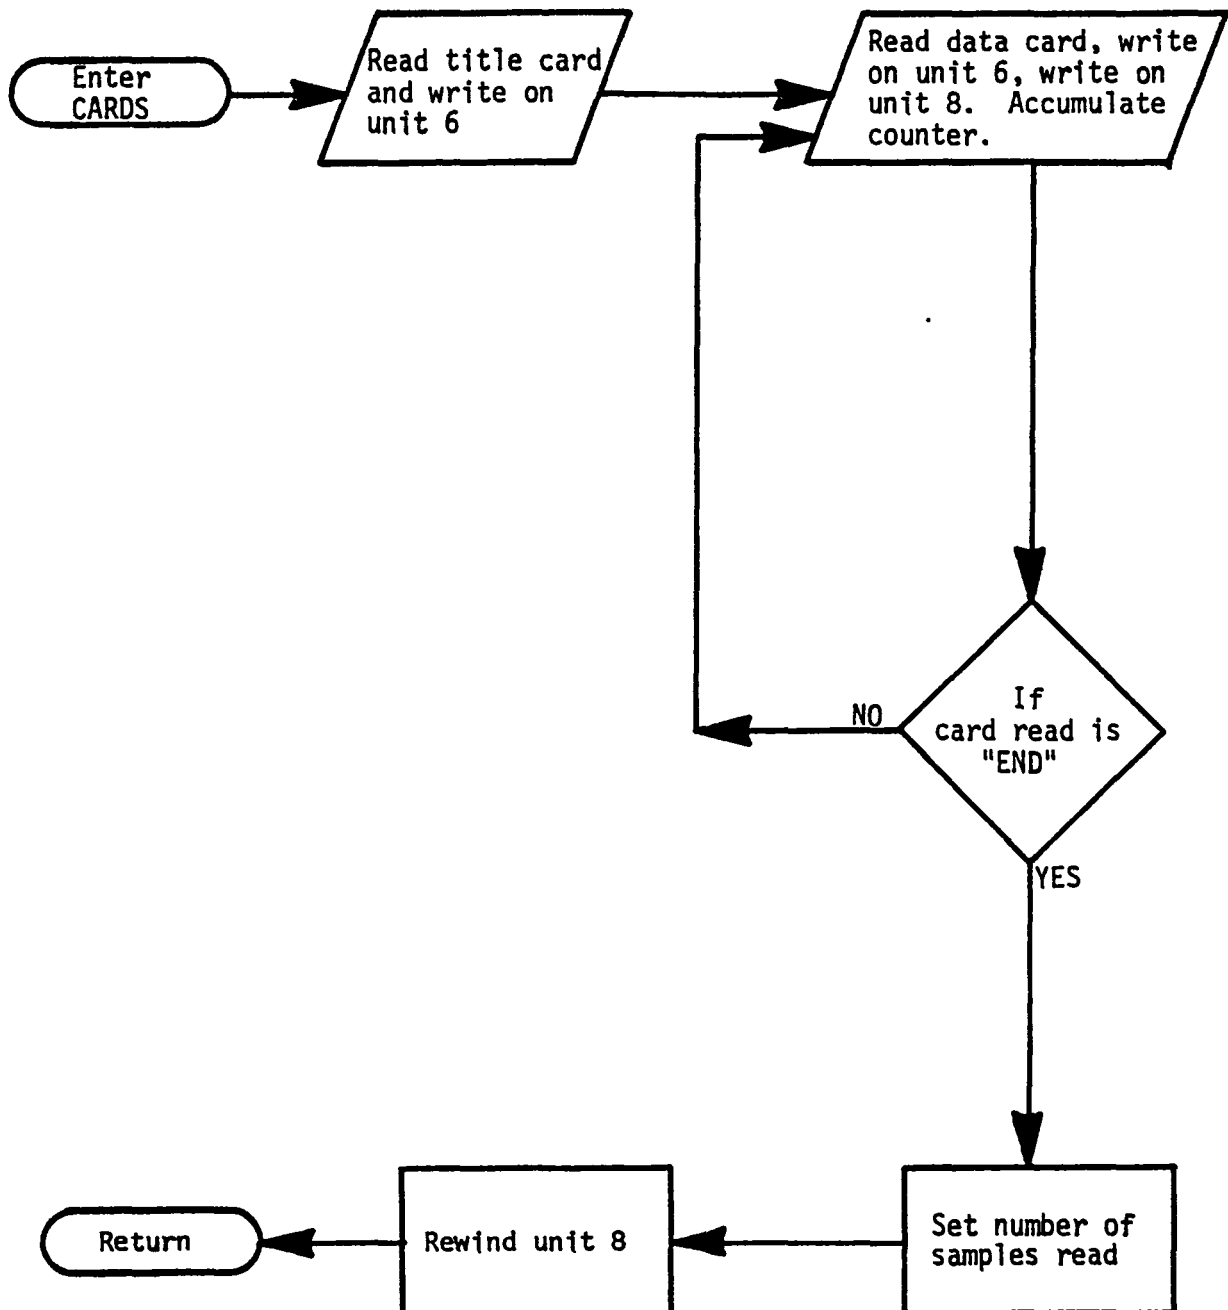 Enter
CARDS
Read title card
and write on
unit 6
Read data card, write
on unit 6, write on
unit 8.  Accumulate
counter.
If
card read is
"END"
NO
YES
Set number of
samples read
Rewind unit 8
Return